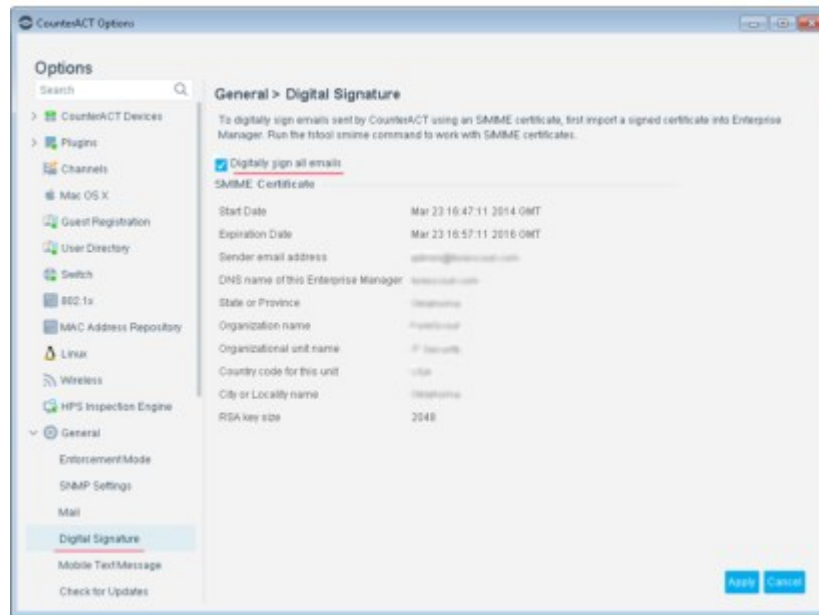 CounterACT Options
Options
Search
General > Digital Signature
To digitally sign emails sent by CounterACT using an S/MIME certificate, first import a signed certificate into Enterprise
Manager. Run the fstool smime command to work with S/MIME certificates.
Digitally sign all emails
SMIME Certificate
Start Date Mar 23 16:47:11 2014 GMT
Expiration Date Mar 23 16:57:11 2016 GMT
Sender email address
DNS name of this Enterprise Manager
State or Province
Organization name
Organizational unit name
Country code for this unit
City or Locality name
RSA key size 2048
CounterACT Devices
Plugins
Channels
Mac OS X
Guest Registration
User Directory
Switch
802.1x
MAC Address Repository
Linux
Wireless
HPS Inspection Engine
General
Enforcement Mode
SNMP Settings
Mail
Digital Signature
Mobile Text Message
Check for Updates
Apply Cancel